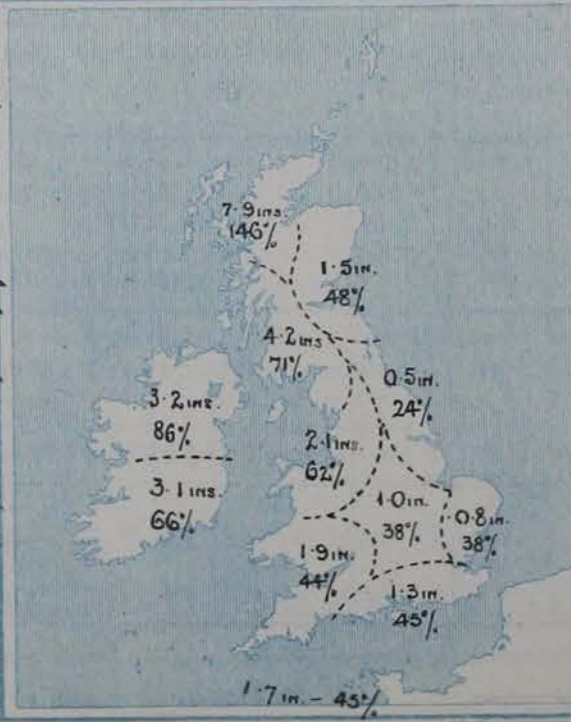 7.9 ins.
146%
1.5 in.
48%
4.2 ins
71%
0.5 in.
24%
3.2 ins.
86%
2.1 ins.
62%
3.1 ins.
66%
1.0 in.
38%
0.8 in.
38%
1.9 in.
44%
1.3 in.
45%
1.7 in. - 45%